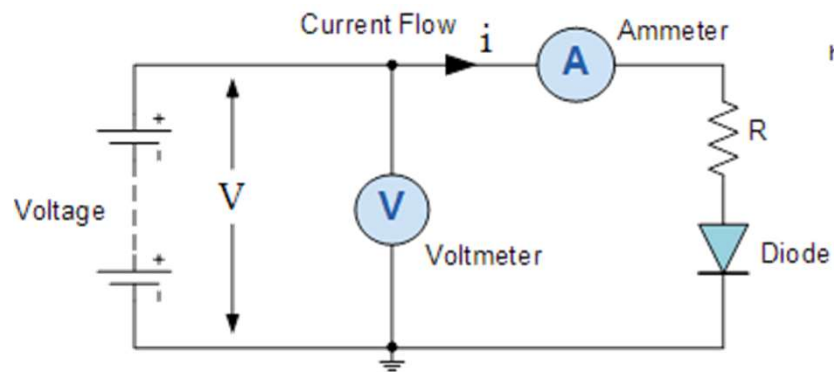 Current Flow
i
Ammeter
A
+
-
R
Voltage
V
V
Voltmeter
Diode
+
-